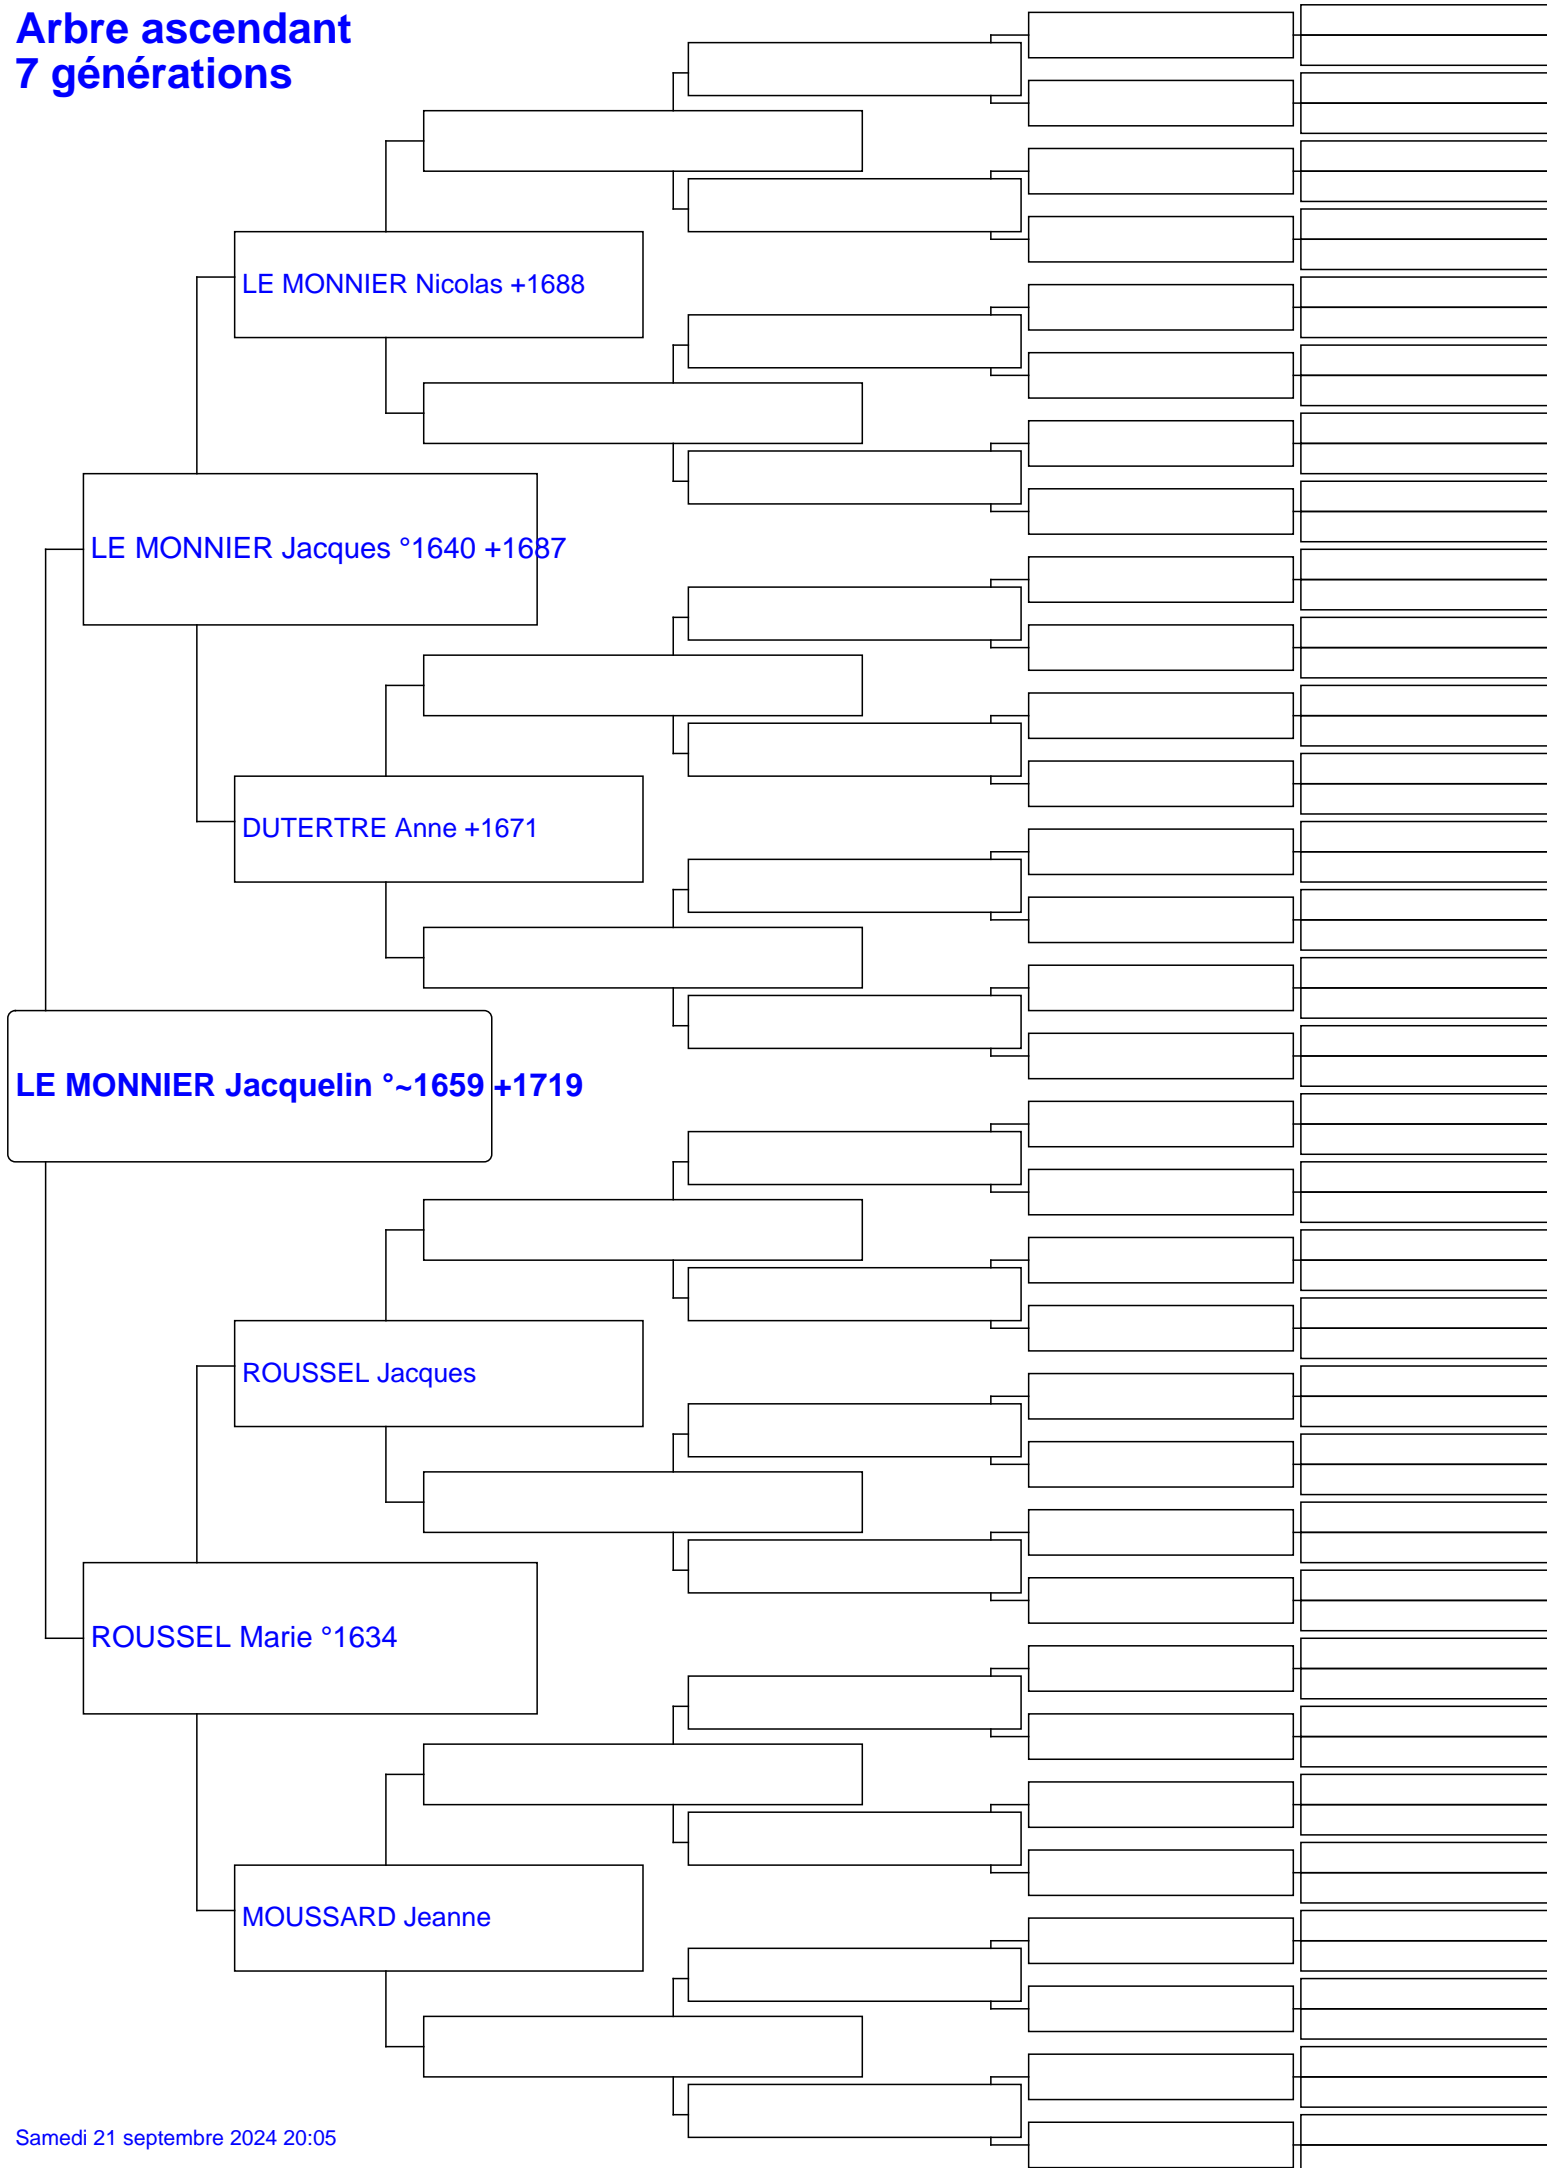 Arbre ascendant
7 générations
LE MONNIER Nicolas +1688
LE MONNIER Jacques °1640 +1687
DUTERTRE Anne +1671
LE MONNIER Jacquelin °~1659 +1719
ROUSSEL Jacques
ROUSSEL Marie °1634
MOUSSARD Jeanne
Samedi 21 septembre 2024 20:05